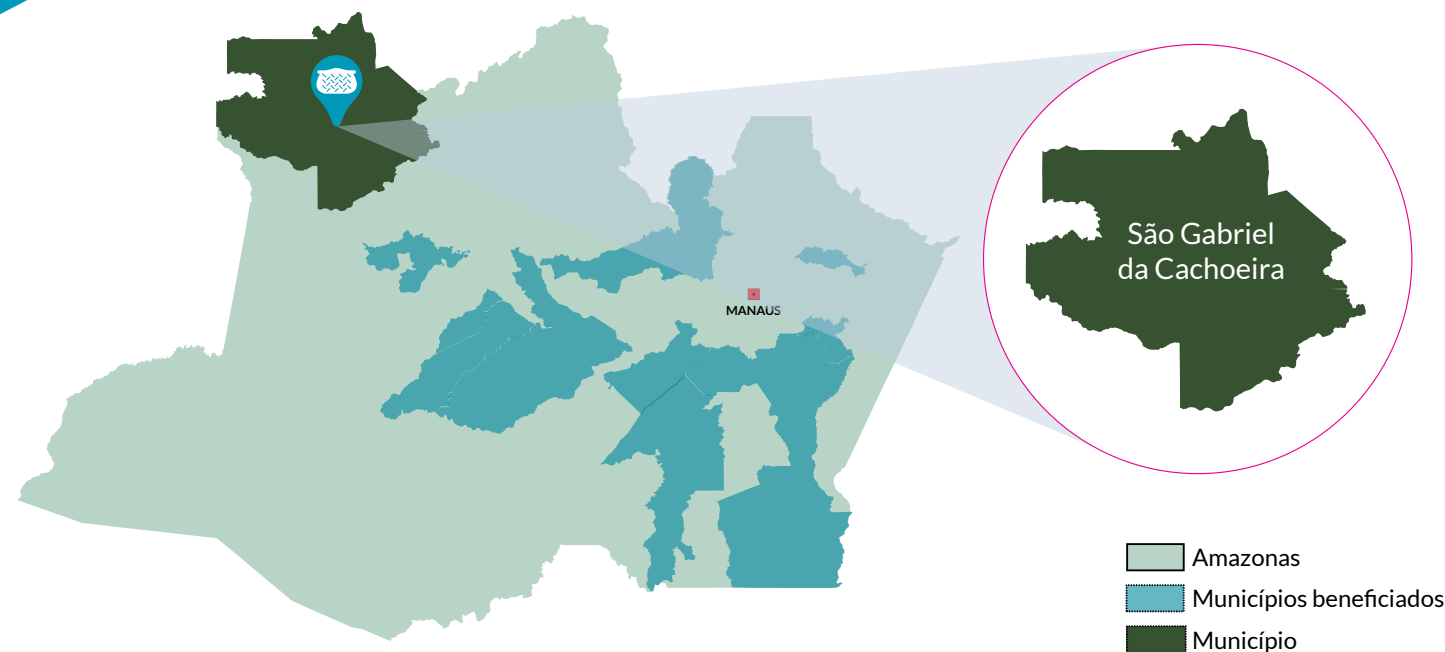 MANAUS
São Gabriel
da Cachoeira
Amazonas
Municípios beneficiados
Município